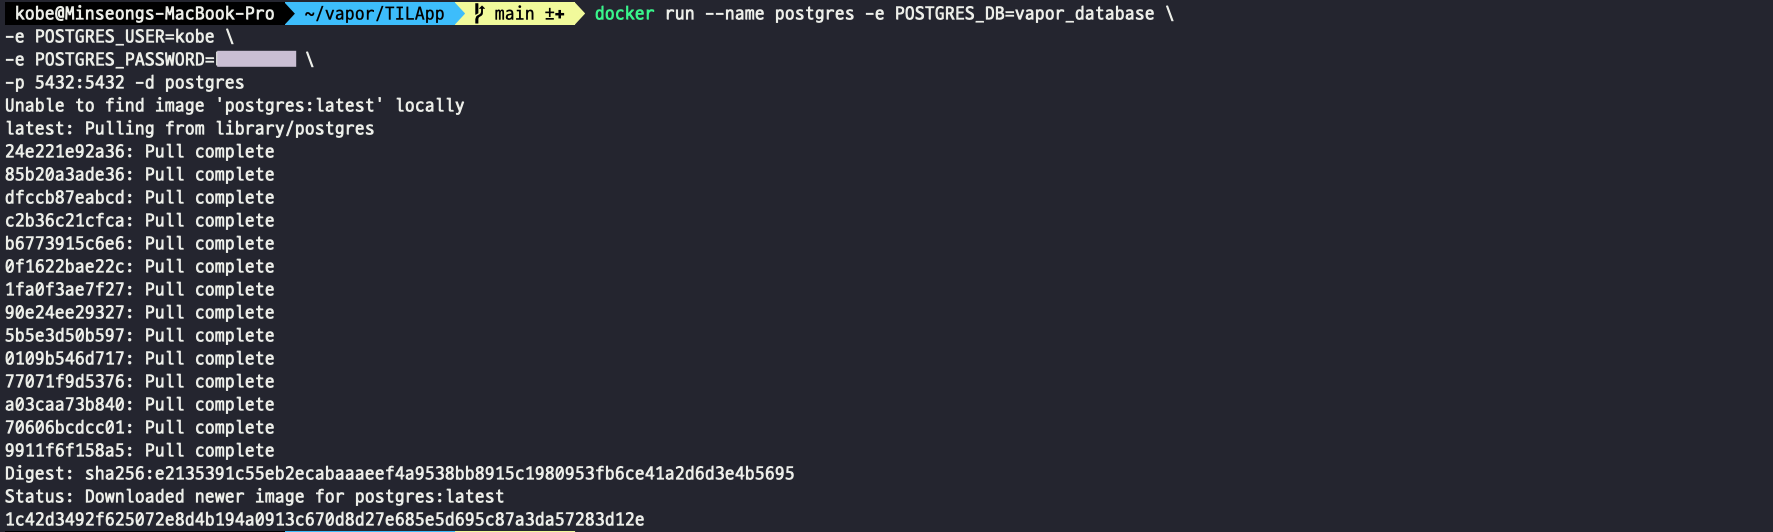 kobe@Minseongs-MacBook-Pro ~/vapor/TILApp main ±+ docker run --name postgres -e POSTGRES_DB=vapor_database \
-e POSTGRES_USER=kobe \
-e POSTGRES_PASSWORD= \
-p 5432:5432 -d postgres
Unable to find image 'postgres:latest' locally
latest: Pulling from library/postgres
24e221e92a36: Pull complete
85b20a3ade36: Pull complete
dfccb87eabcd: Pull complete
c2b36c21cfca: Pull complete
b6773915c6e6: Pull complete
0f1622bae22c: Pull complete
1fa0f3ae7f27: Pull complete
90e24ee29327: Pull complete
5b5e3d50b597: Pull complete
0109b546d717: Pull complete
77071f9d5376: Pull complete
a03caa73b840: Pull complete
70606bcdcc01: Pull complete
9911f6f158a5: Pull complete
Digest: sha256:e2135391c55eb2ecabaaaeef4a9538bb8915c1980953fb6ce41a2d6d3e4b5695
Status: Downloaded newer image for postgres:latest
1c42d3492f625072e8d4b194a0913c670d8d27e685e5d695c87a3da57283d12e